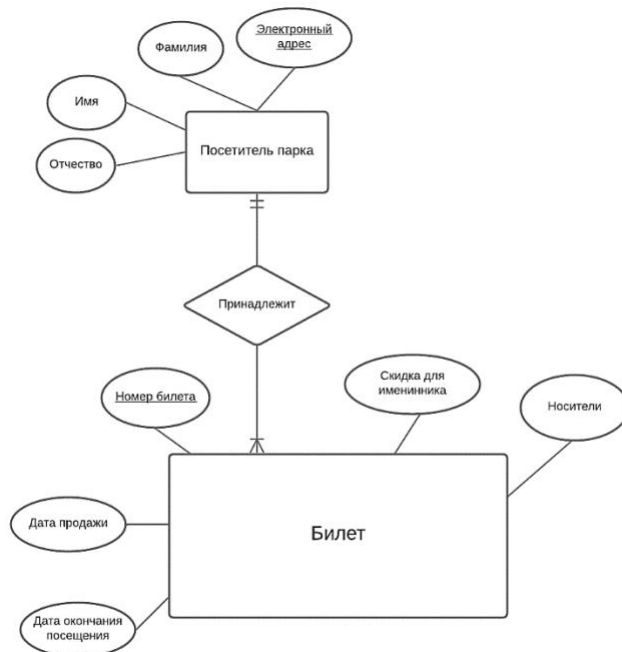 Электронный
адрес
Фамилия
Имя
Отчество
Посетитель парка
Принадлежит
Скидка для
именинника
Номер билета
Носители
Дата продажи
Билет
Дата окончания
посещения